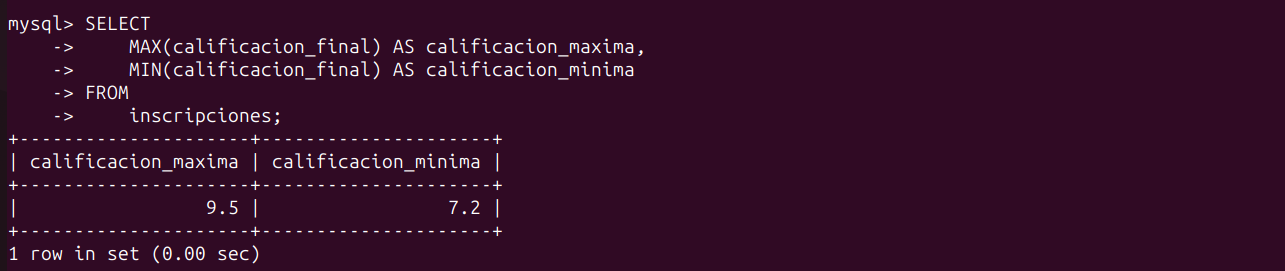 mysql> SELECT
    ->     MAX(calificacion_final) AS calificacion_maxima,
    ->     MIN(calificacion_final) AS calificacion_minima
    -> FROM
    ->     inscripciones;
+---------------------+---------------------+
| calificacion_maxima | calificacion_minima |
+---------------------+---------------------+
|                 9.5 |                 7.2 |
+---------------------+---------------------+
1 row in set (0.00 sec)